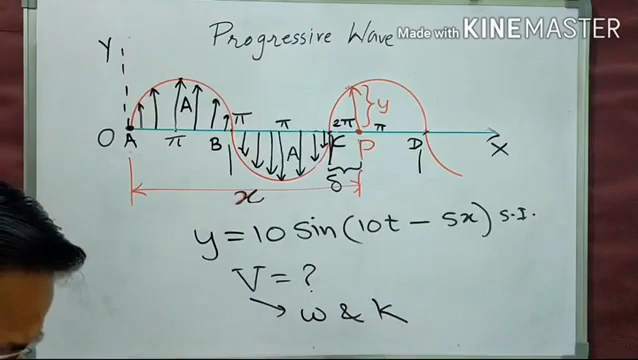 Made with KINEMASTER
Progressive Wave
Y
A A y
π π 2π π
O A π B C P D X
δ
x
y = 10 sin (10t - 5x) S.I.
V = ?
→ ω & K